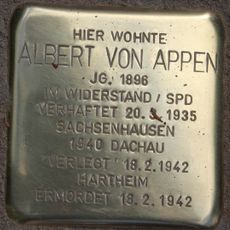 HIER WOHNTE
ALBERT VON APPEN
JG. 1896
IM WIDERSTAND / SPD
VERHAFTET 20.3.1935
SACHSENHAUSEN
1940 DACHAU
"VERLEGT" 18.2.1942
HARTHEIM
ERMORDET 18.2.1942